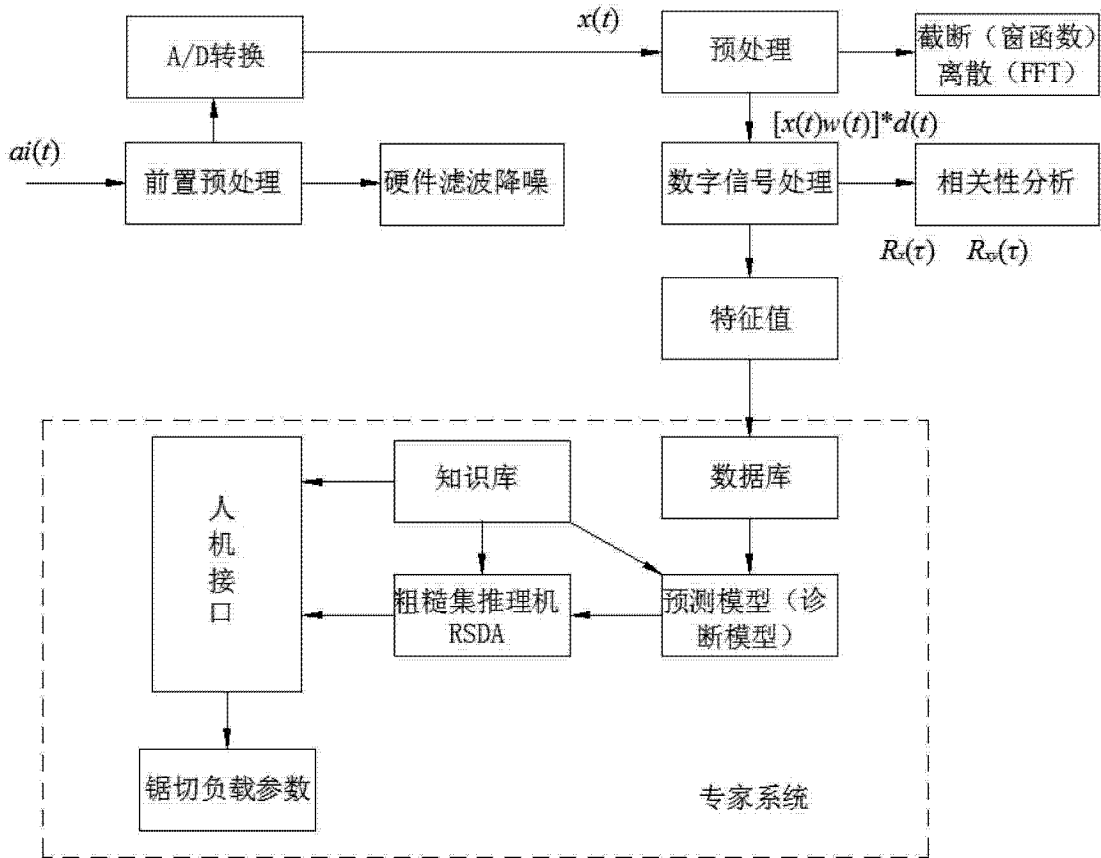 x(t)
A/D转换
预处理
截断（窗函数）
离散（FFT）
[x(t)w(t)]*d(t)
ai(t)
前置预处理
硬件滤波降噪
数字信号处理
相关性分析
Rx(τ) Rxy(τ)
特征值
人机接口
知识库
数据库
粗糙集推理机
RSDA
预测模型（诊
断模型）
锯切负载参数
专家系统